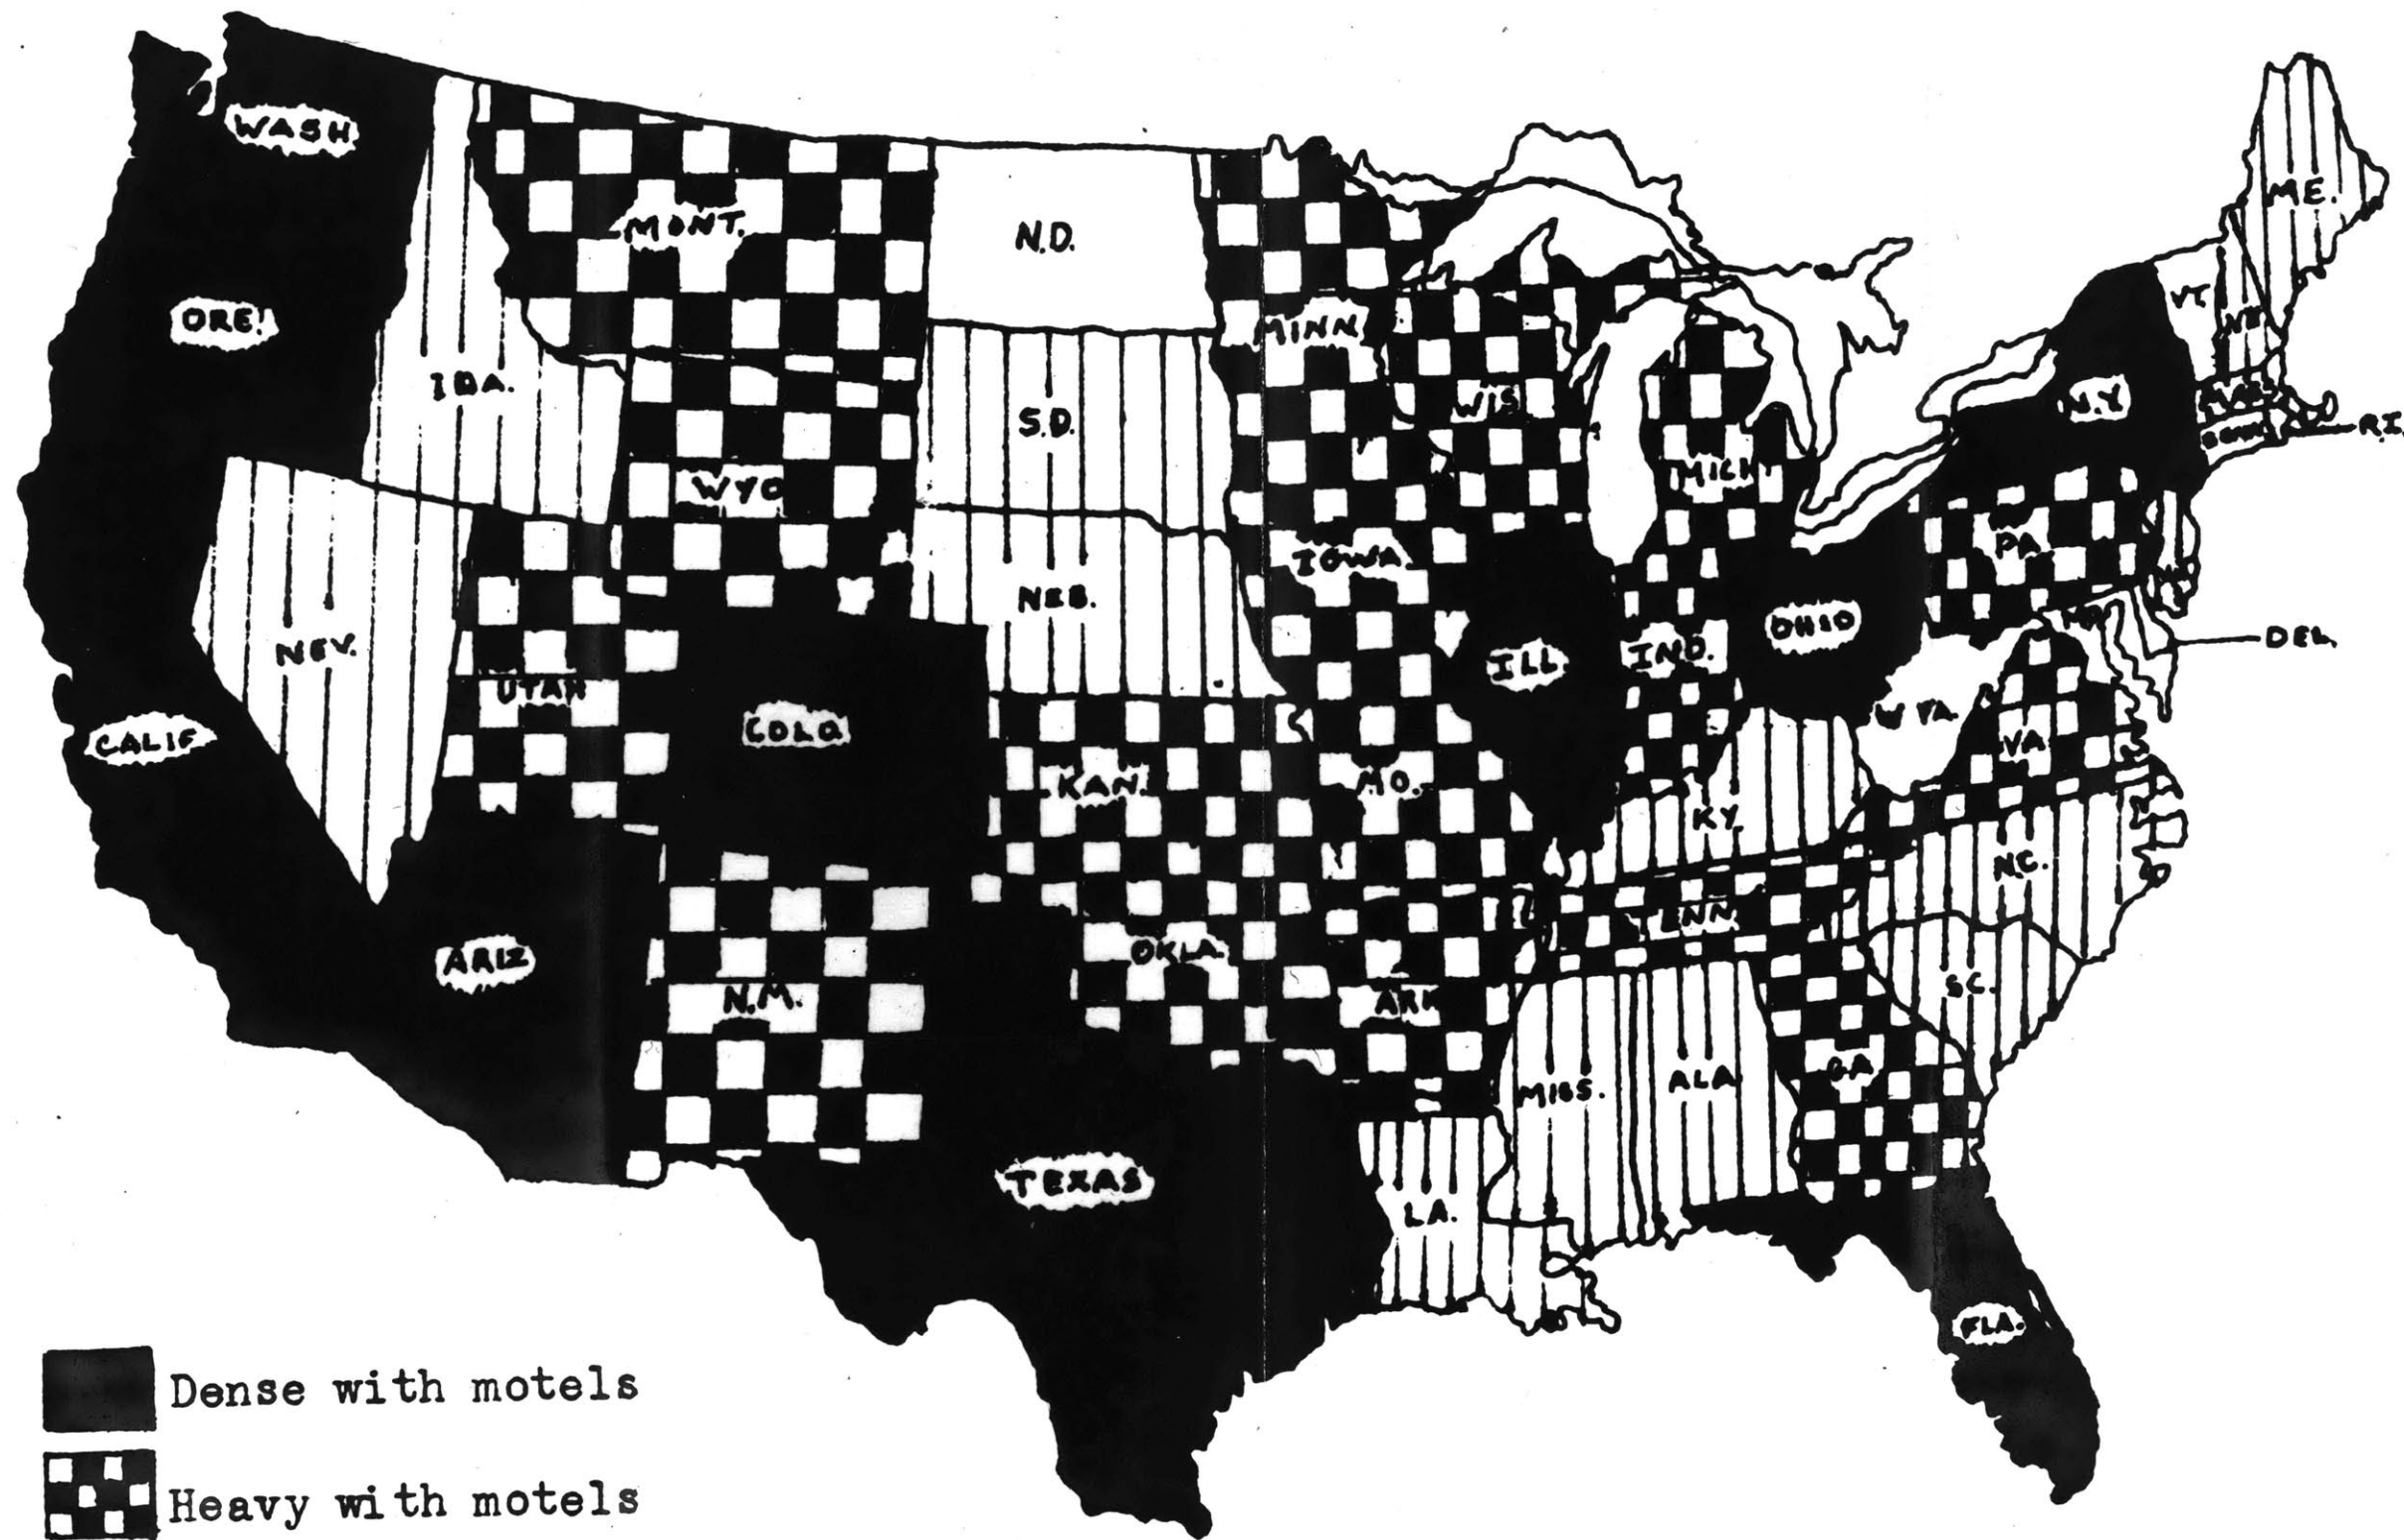 WASH
ORE.
CALIF
IDA.
NEV.
MONT.
WYO
UTAH
ARIZ
COLO.
N.M.
N.D.
S.D.
NEB.
KAN.
OKLA.
TEXAS
MINN
IOWA
MO.
ARK
LA.
WIS
ILL
MICH
IND.
OHIO
KY.
TENN.
MISS.
ALA
GA
FLA.
S.C.
N.C.
VA
W VA.
PA
N.Y
VT.
ME.
R.I.
DEL.
Dense with motels
Heavy with motels